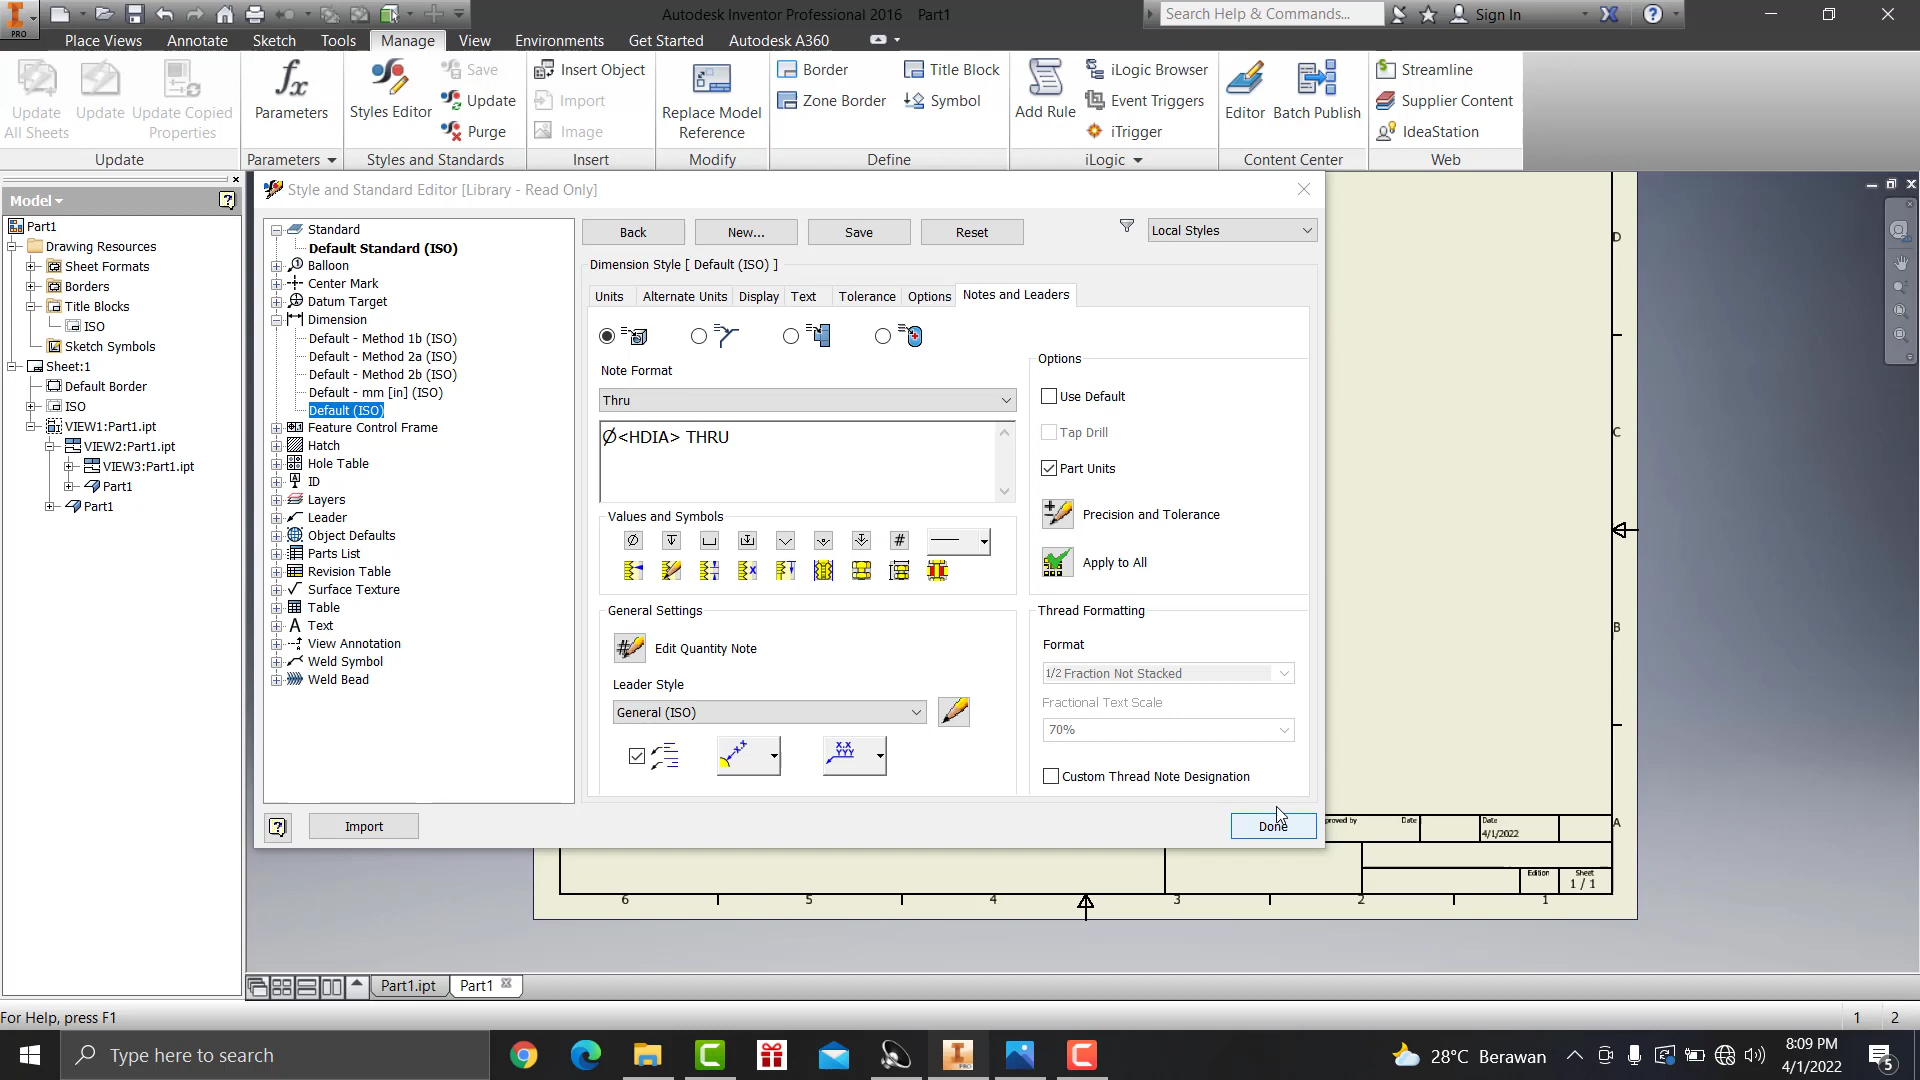 PRO
Autodesk Inventor Professional 2016 Part1
Search Help & Commands...
Sign In
Place Views
Annotate
Sketch
Tools
Manage
View
Environments
Get Started
Autodesk A360
Update All Sheets
Update
Update Copied Properties
Parameters
Styles Editor
Save
Update
Purge
Insert Object
Import
Image
Replace Model Reference
Border
Zone Border
Title Block
Symbol
Add Rule
iLogic Browser
Event Triggers
iTrigger
Editor
Batch Publish
Streamline
Supplier Content
IdeaStation
Update
Parameters
Styles and Standards
Insert
Modify
Define
iLogic
Content Center
Web
Model
Part1
Drawing Resources
Sheet Formats
Borders
Title Blocks
ISO
Sketch Symbols
Sheet:1
Default Border
ISO
VIEW1:Part1.ipt
VIEW2:Part1.ipt
VIEW3:Part1.ipt
Part1
Part1
Style and Standard Editor [Library - Read Only]
Standard
Default Standard (ISO)
Balloon
Center Mark
Datum Target
Dimension
Default - Method 1b (ISO)
Default - Method 2a (ISO)
Default - Method 2b (ISO)
Default - mm [in] (ISO)
Default (ISO)
Feature Control Frame
Hatch
Hole Table
ID
Layers
Leader
Object Defaults
Parts List
Revision Table
Surface Texture
Table
Text
View Annotation
Weld Symbol
Weld Bead
Back
New...
Save
Reset
Local Styles
Dimension Style [ Default (ISO) ]
Units
Alternate Units
Display
Text
Tolerance
Options
Notes and Leaders
Note Format
Thru
Ø<HDIA> THRU
Values and Symbols
General Settings
Edit Quantity Note
Leader Style
General (ISO)
Options
Use Default
Tap Drill
Part Units
Precision and Tolerance
Apply to All
Thread Formatting
Format
1/2 Fraction Not Stacked
Fractional Text Scale
70%
Custom Thread Note Designation
Import
Done
D
C
B
A
Date
Date
4/1/2022
Edition
Sheet
1 / 1
6
5
4
3
2
1
Part1.ipt
Part1
For Help, press F1
1
2
Type here to search
PRO
28°C Berawan
8:09 PM
4/1/2022
5